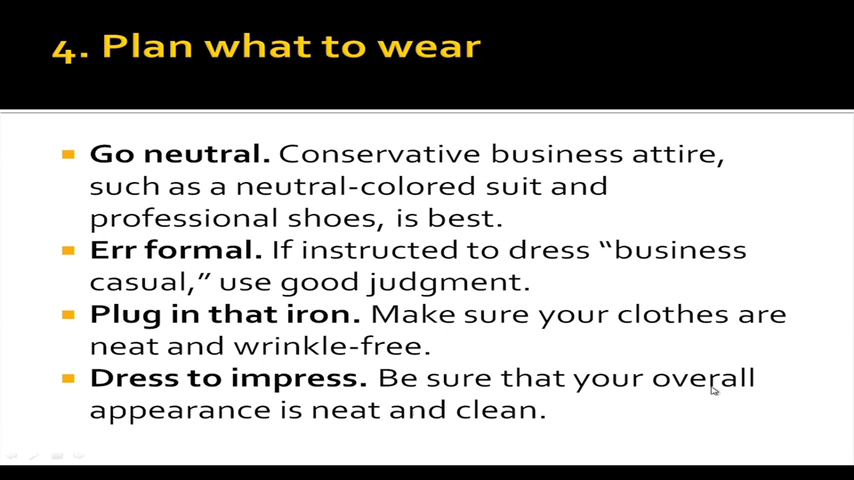 4. Plan what to wear
Go neutral. Conservative business attire,
such as a neutral-colored suit and
professional shoes, is best.
Err formal. If instructed to dress “business
casual,” use good judgment.
Plug in that iron. Make sure your clothes are
neat and wrinkle-free.
Dress to impress. Be sure that your overall
appearance is neat and clean.